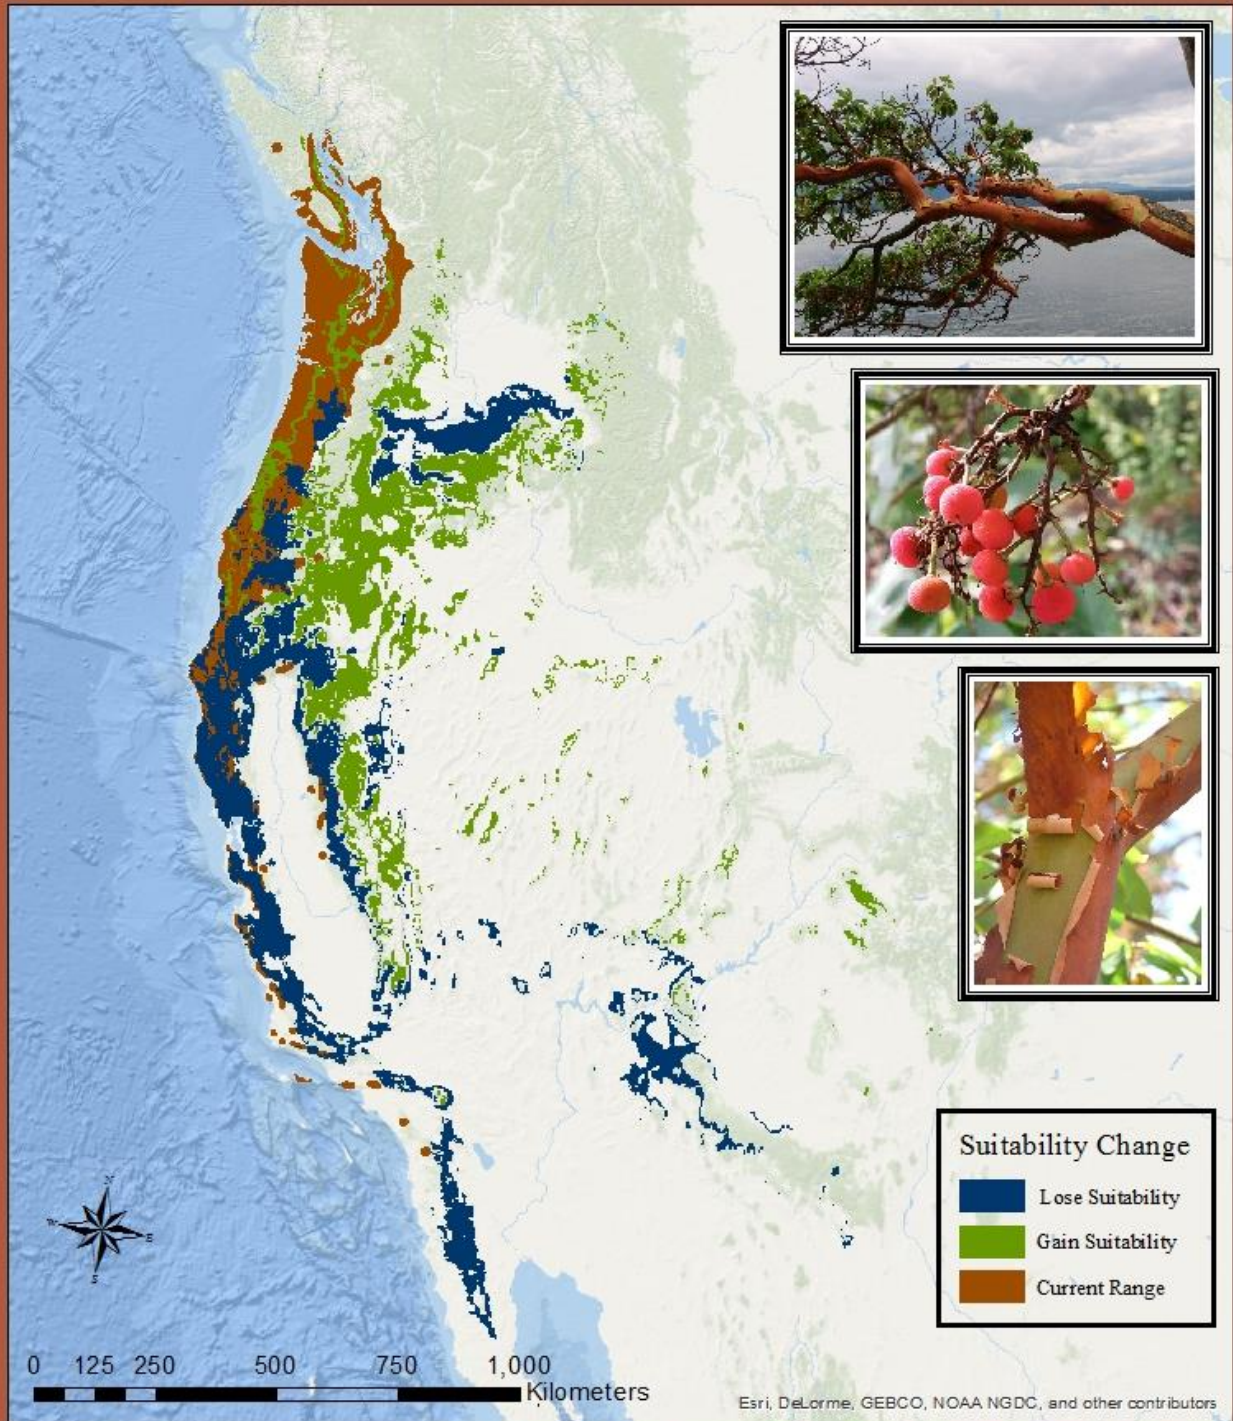 Suitability Change
Lose Suitability
Gain Suitability
Current Range
N
W
E
S
0 125 250 500 750 1,000
Kilometers
Esri, DeLorme, GEBCO, NOAA NGDC, and other contributors